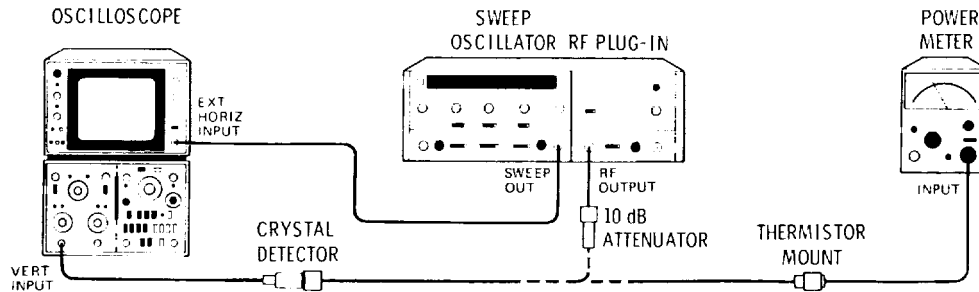 OSCILLOSCOPE
SWEEP
OSCILLATOR RF PLUG-IN
POWER
METER
EXT
HORIZ
INPUT
SWEEP
OUT
RF
OUTPUT
INPUT
10 dB
ATTENUATOR
CRYSTAL
DETECTOR
THERMISTOR
MOUNT
VERT
INPUT